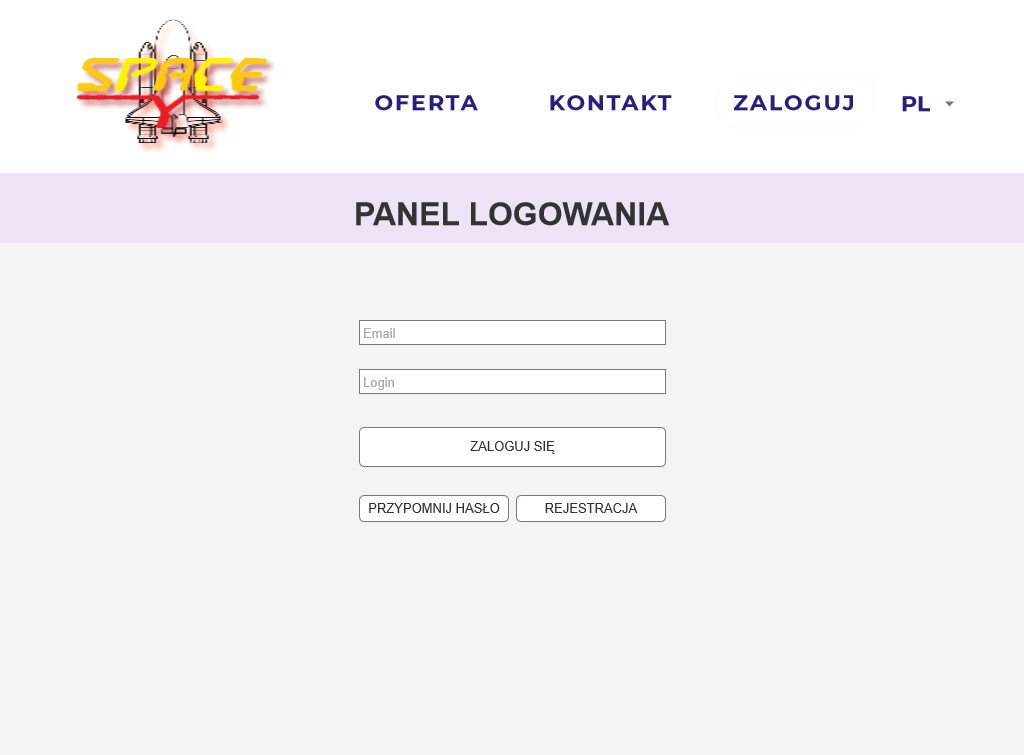 SPACE
Y
OFERTA KONTAKT ZALOGUJ PL
PANEL LOGOWANIA
Email
Login
ZALOGUJ SIĘ
PRZYPOMNIJ HASŁO REJESTRACJA